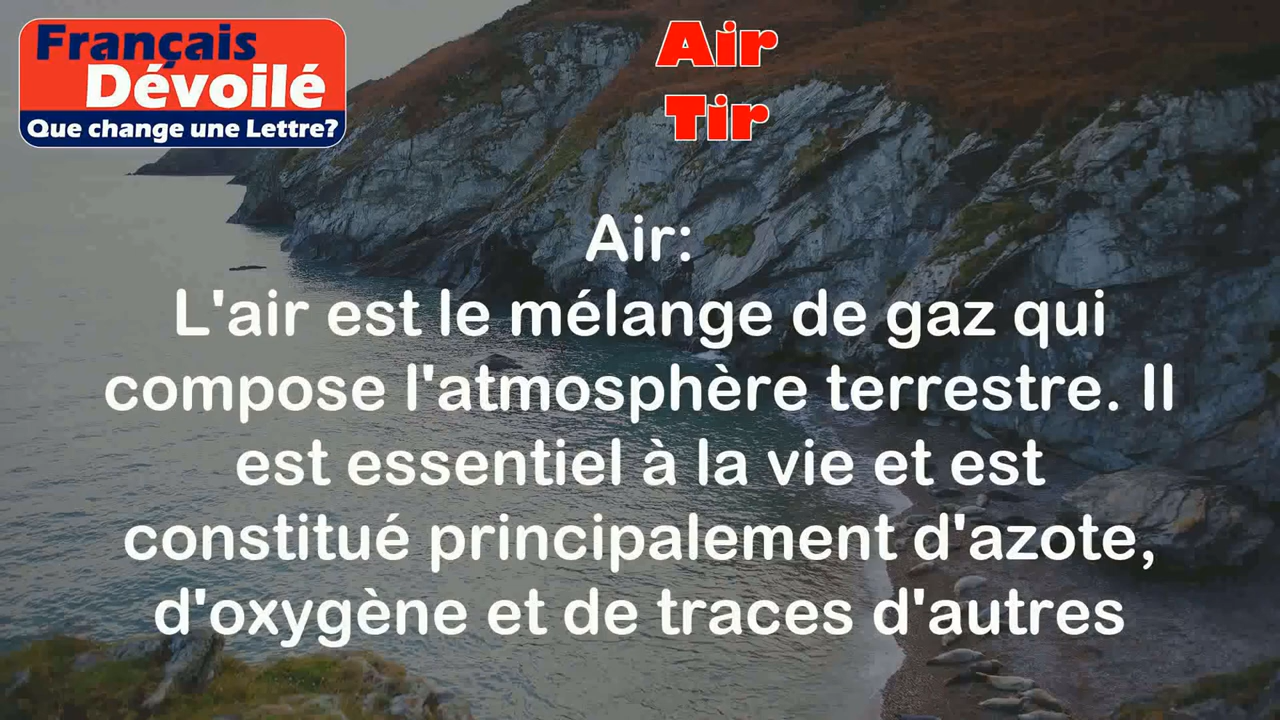 Français
Dévoilé
Que change une Lettre?
Air
Tir
Air:
L'air est le mélange de gaz qui
compose l'atmosphère terrestre. Il
est essentiel à la vie et est
constitué principalement d'azote,
d'oxygène et de traces d'autres